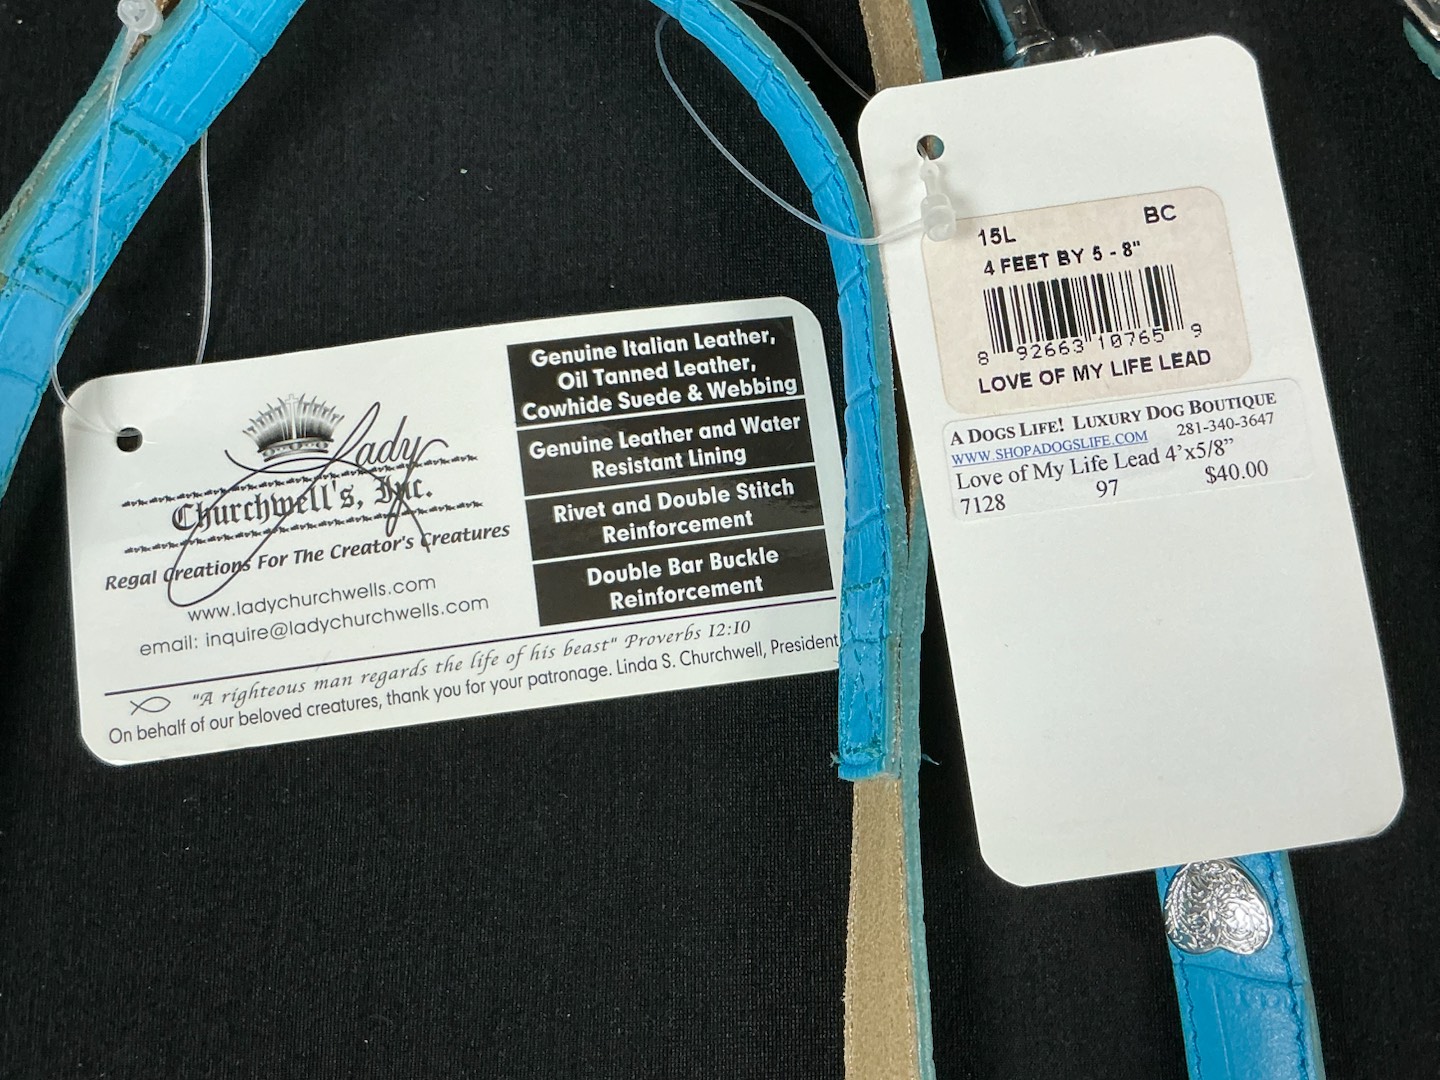 Lady
Churchwell's, Inc.
Regal Creations For The Creator's Creatures
www.ladychurchwells.com
email: inquire@ladychurchwells.com
Genuine Italian Leather,
Oil Tanned Leather,
Cowhide Suede & Webbing
Genuine Leather and Water
Resistant Lining
Rivet and Double Stitch
Reinforcement
Double Bar Buckle
Reinforcement
"A righteous man regards the life of his beast" Proverbs 12:10
On behalf of our beloved creatures, thank you for your patronage. Linda S. Churchwell, President
15L BC
4 FEET BY 5 - 8"
8 92663 10765 9
LOVE OF MY LIFE LEAD
A DOGS LIFE! LUXURY DOG BOUTIQUE
WWW.SHOPADOGSLIFE.COM 281-340-3647
Love of My Life Lead 4'x5/8"
7128 97 $40.00